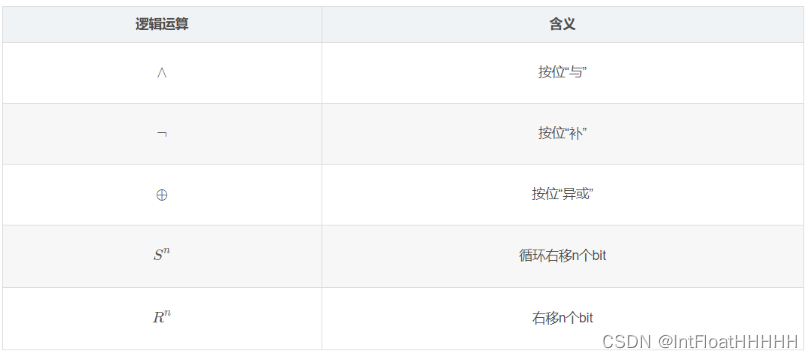 逻辑运算 含义
∧ 按位“与”
¬ 按位“补”
⊕ 按位“异或”
Sⁿ 循环右移n个bit
Rⁿ 右移n个bit
CSDN @IntFloatHHHHH